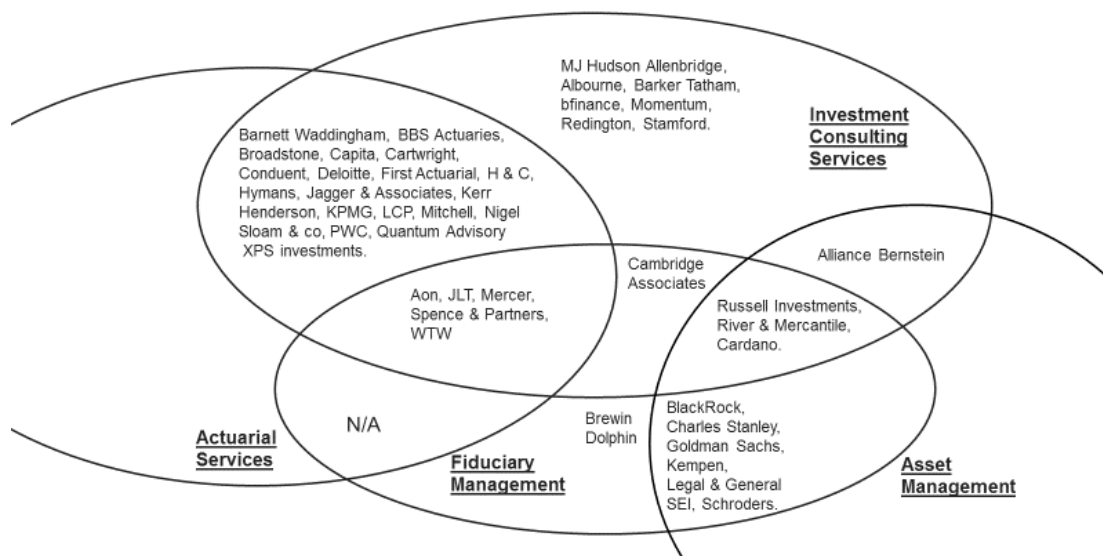 MJ Hudson Allenbridge,
Albourne, Barker Tatham,
bfinance, Momentum,
Redington, Stamford.
Investment
Consulting
Services
Barnett Waddingham, BBS Actuaries,
Broadstone, Capita, Cartwright,
Conduent, Deloitte, First Actuarial, H & C,
Hymans, Jagger & Associates, Kerr
Henderson, KPMG, LCP, Mitchell, Nigel
Sloam & co, PWC, Quantum Advisory
XPS investments.
Cambridge
Associates
Alliance Bernstein
Aon, JLT, Mercer,
Spence & Partners,
WTW
Russell Investments,
River & Mercantile,
Cardano.
N/A
Brewin
Dolphin
BlackRock,
Charles Stanley,
Goldman Sachs,
Kempen,
Legal & General
SEI, Schroders.
Actuarial
Services
Fiduciary
Management
Asset
Management